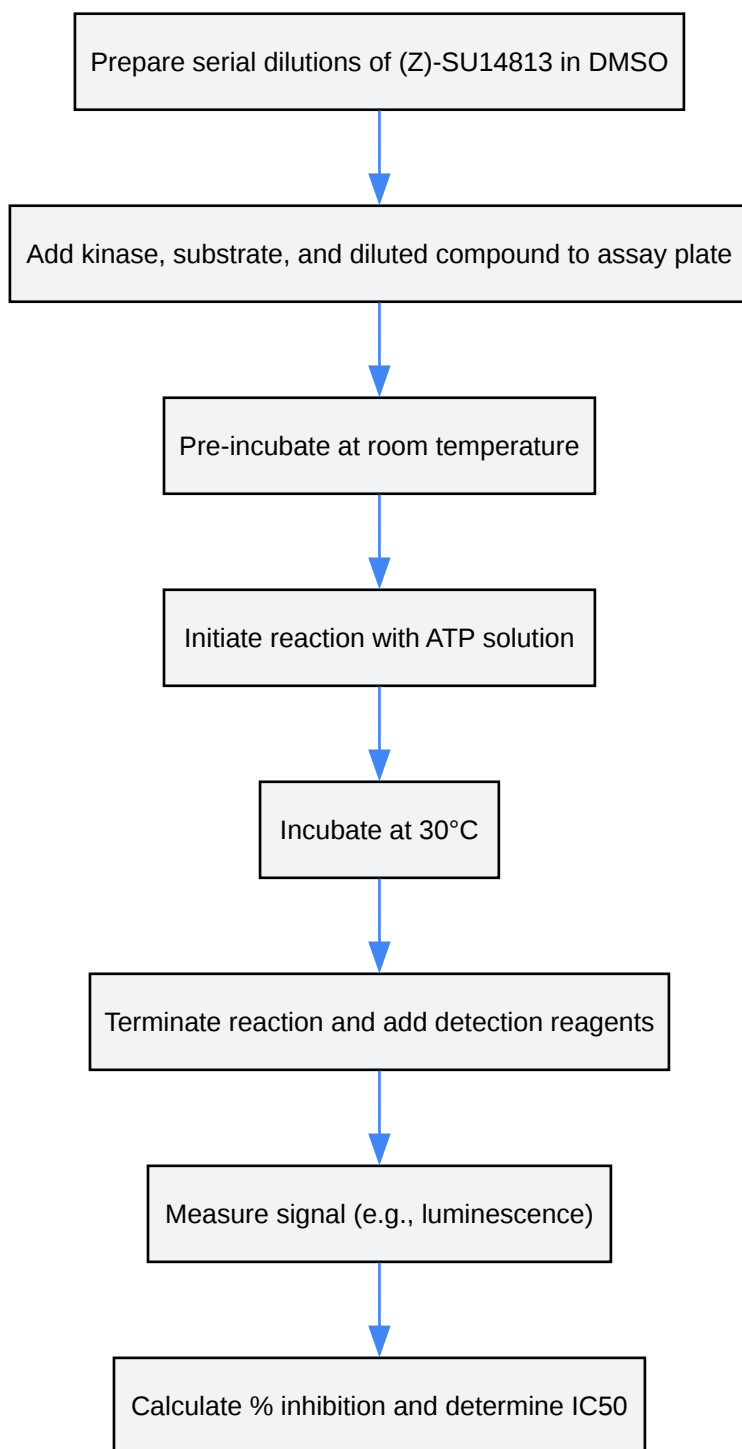 Prepare serial dilutions of (Z)-SU14813 in DMSO
Add kinase, substrate, and diluted compound to assay plate
Pre-incubate at room temperature
Initiate reaction with ATP solution
Incubate at 30°C
Terminate reaction and add detection reagents
Measure signal (e.g., luminescence)
Calculate % inhibition and determine IC50